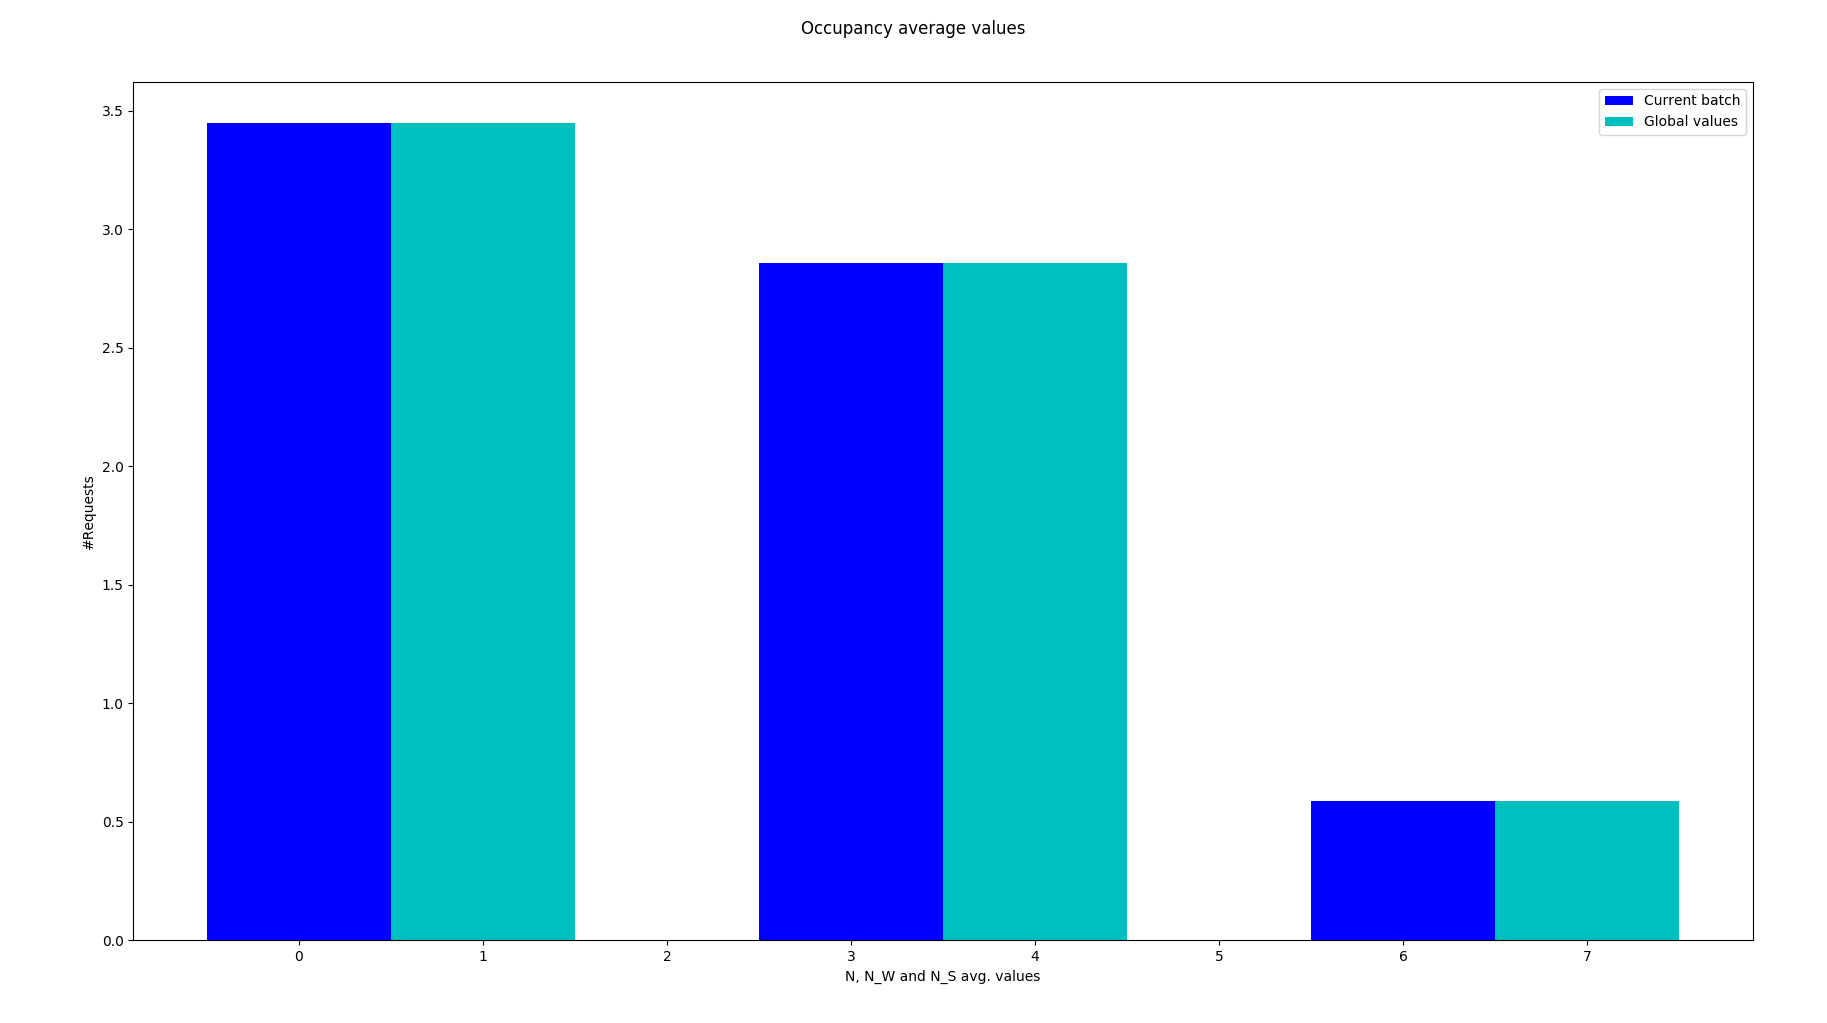 Occupancy average values
Current batch
Global values
3.5
3.0
2.5
2.0
1.5
1.0
0.5
0.0
#Requests
0 1 2 3 4 5 6 7
N, N_W and N_S avg. values